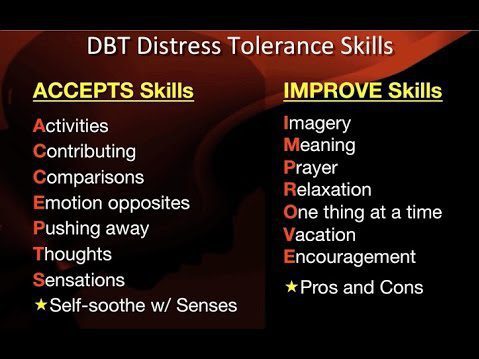 DBT Distress Tolerance Skills
ACCEPTS Skills
Activities
Contributing
Comparisons
Emotion opposites
Pushing away
Thoughts
Sensations
★Self-soothe w/ Senses
IMPROVE Skills
Imagery
Meaning
Prayer
Relaxation
One thing at a time
Vacation
Encouragement
★Pros and Cons